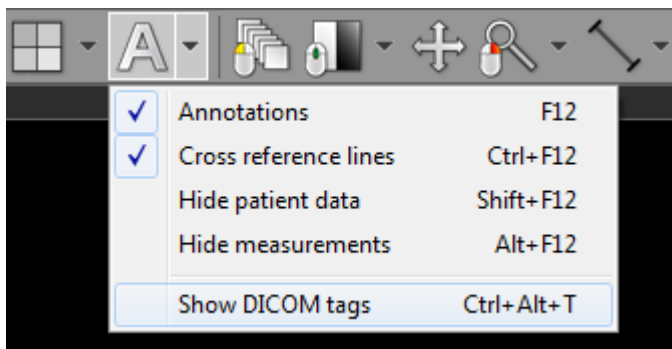 A
Annotations F12
Cross reference lines Ctrl+F12
Hide patient data Shift+F12
Hide measurements Alt+F12
Show DICOM tags Ctrl+Alt+T